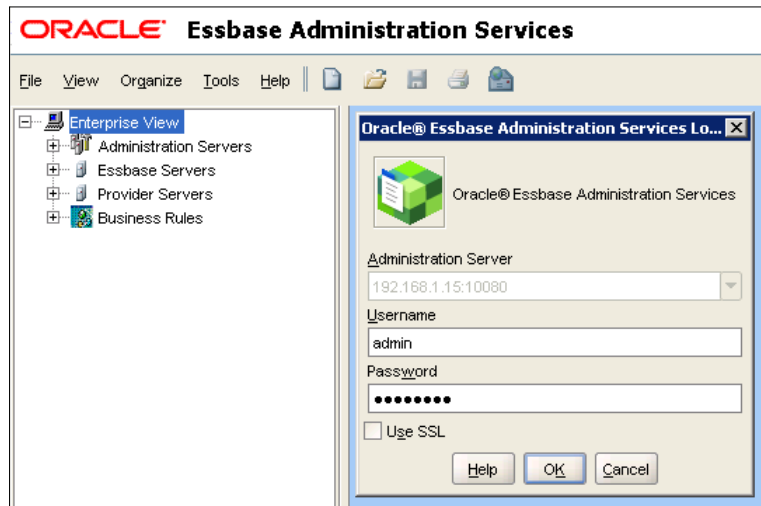 ORACLE® Essbase Administration Services
File View Organize Tools Help
Enterprise View
Administration Servers
Essbase Servers
Provider Servers
Business Rules
Oracle® Essbase Administration Services Lo... X
Oracle® Essbase Administration Services
Administration Server
192.168.1.15:10080
Username
admin
Password
●●●●●●●●
Use SSL
Help OK Cancel